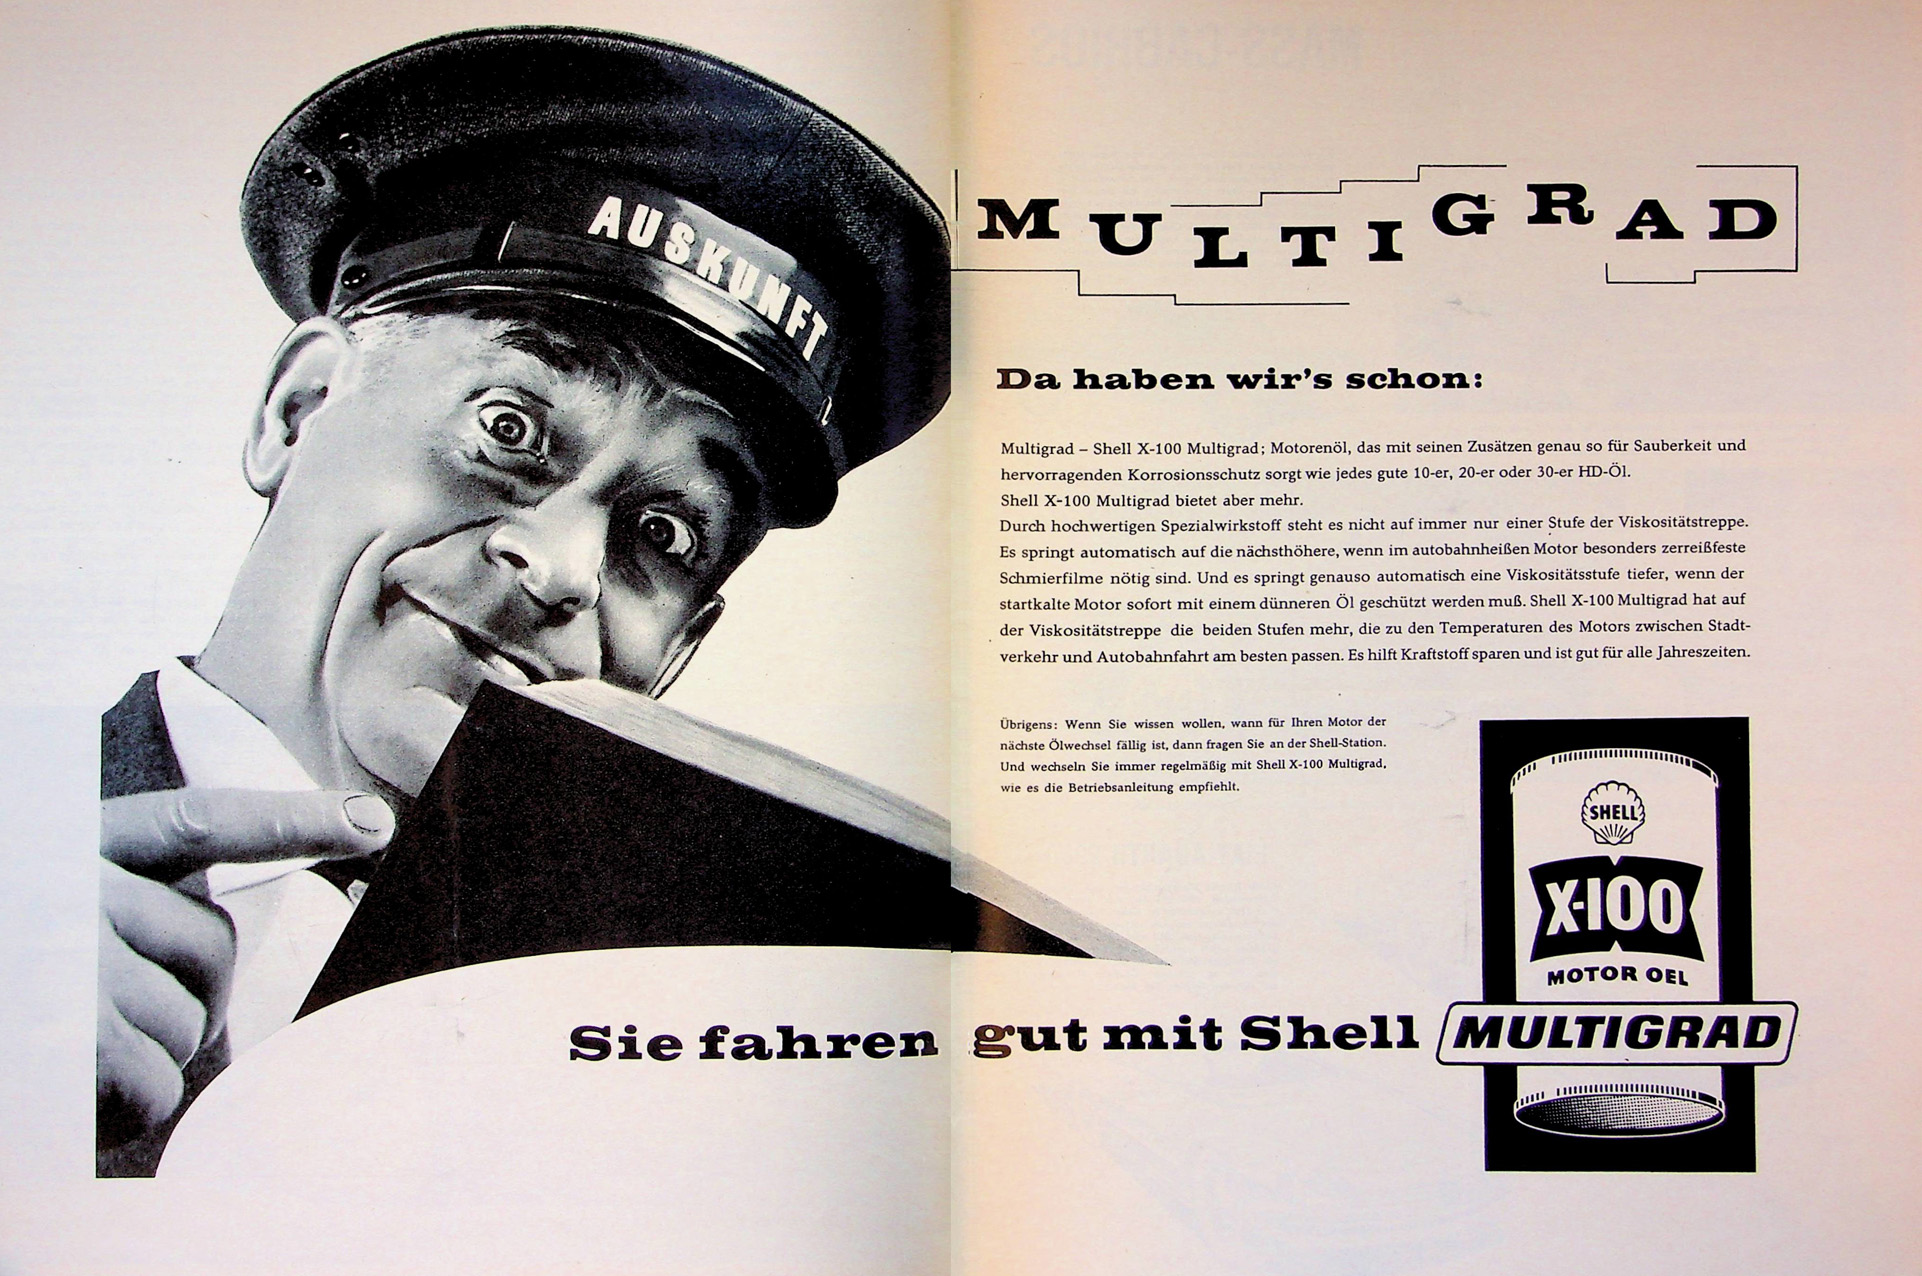 AUSKUNFT
MULTIGRAD
Da haben wir's schon:
Multigrad – Shell X-100 Multigrad; Motorenöl, das mit seinen Zusätzen genau so für Sauberkeit und
hervorragenden Korrosionsschutz sorgt wie jedes gute 10-er, 20-er oder 30-er HD-Öl.
Shell X-100 Multigrad bietet aber mehr.
Durch hochwertigen Spezialwirkstoff steht es nicht auf immer nur einer Stufe der Viskositätstreppe.
Es springt automatisch auf die nächsthöhere, wenn im autobahnheißen Motor besonders zerreißfeste
Schmierfilme nötig sind. Und es springt genauso automatisch eine Viskositätsstufe tiefer, wenn der
startkalte Motor sofort mit einem dünneren Öl geschützt werden muß. Shell X-100 Multigrad hat auf
der Viskositätstreppe die beiden Stufen mehr, die zu den Temperaturen des Motors zwischen Stadt-
verkehr und Autobahnfahrt am besten passen. Es hilft Kraftstoff sparen und ist gut für alle Jahreszeiten.
Übrigens: Wenn Sie wissen wollen, wann für Ihren Motor der
nächste Ölwechsel fällig ist, dann fragen Sie an der Shell-Station.
Und wechseln Sie immer regelmäßig mit Shell X-100 Multigrad,
wie es die Betriebsanleitung empfiehlt.
SHELL
X-100
MOTOR OEL
Sie fahren gut mit Shell MULTIGRAD